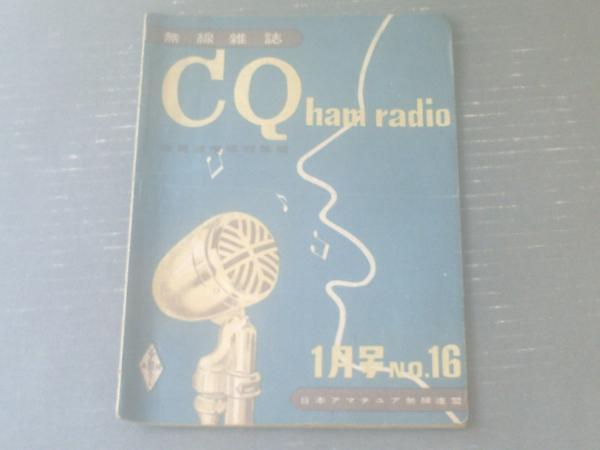 無線雑誌
CQ
ham radio
1月号 NO.16
日本アマチュア無線連盟